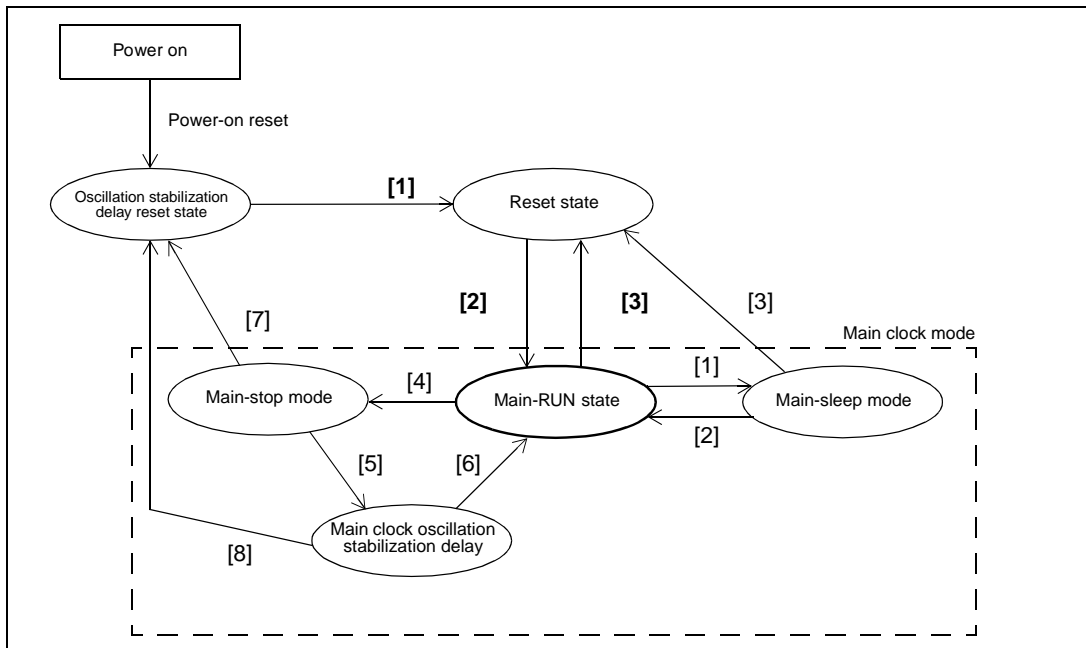 Power on
Power-on reset
Oscillation stabilization
delay reset state
[1]
Reset state
[2]
[3]
[3]
[7]
Main clock mode
Main-stop mode
[4]
Main-RUN state
[1]
Main-sleep mode
[2]
[5]
[6]
Main clock oscillation
stabilization delay
[8]